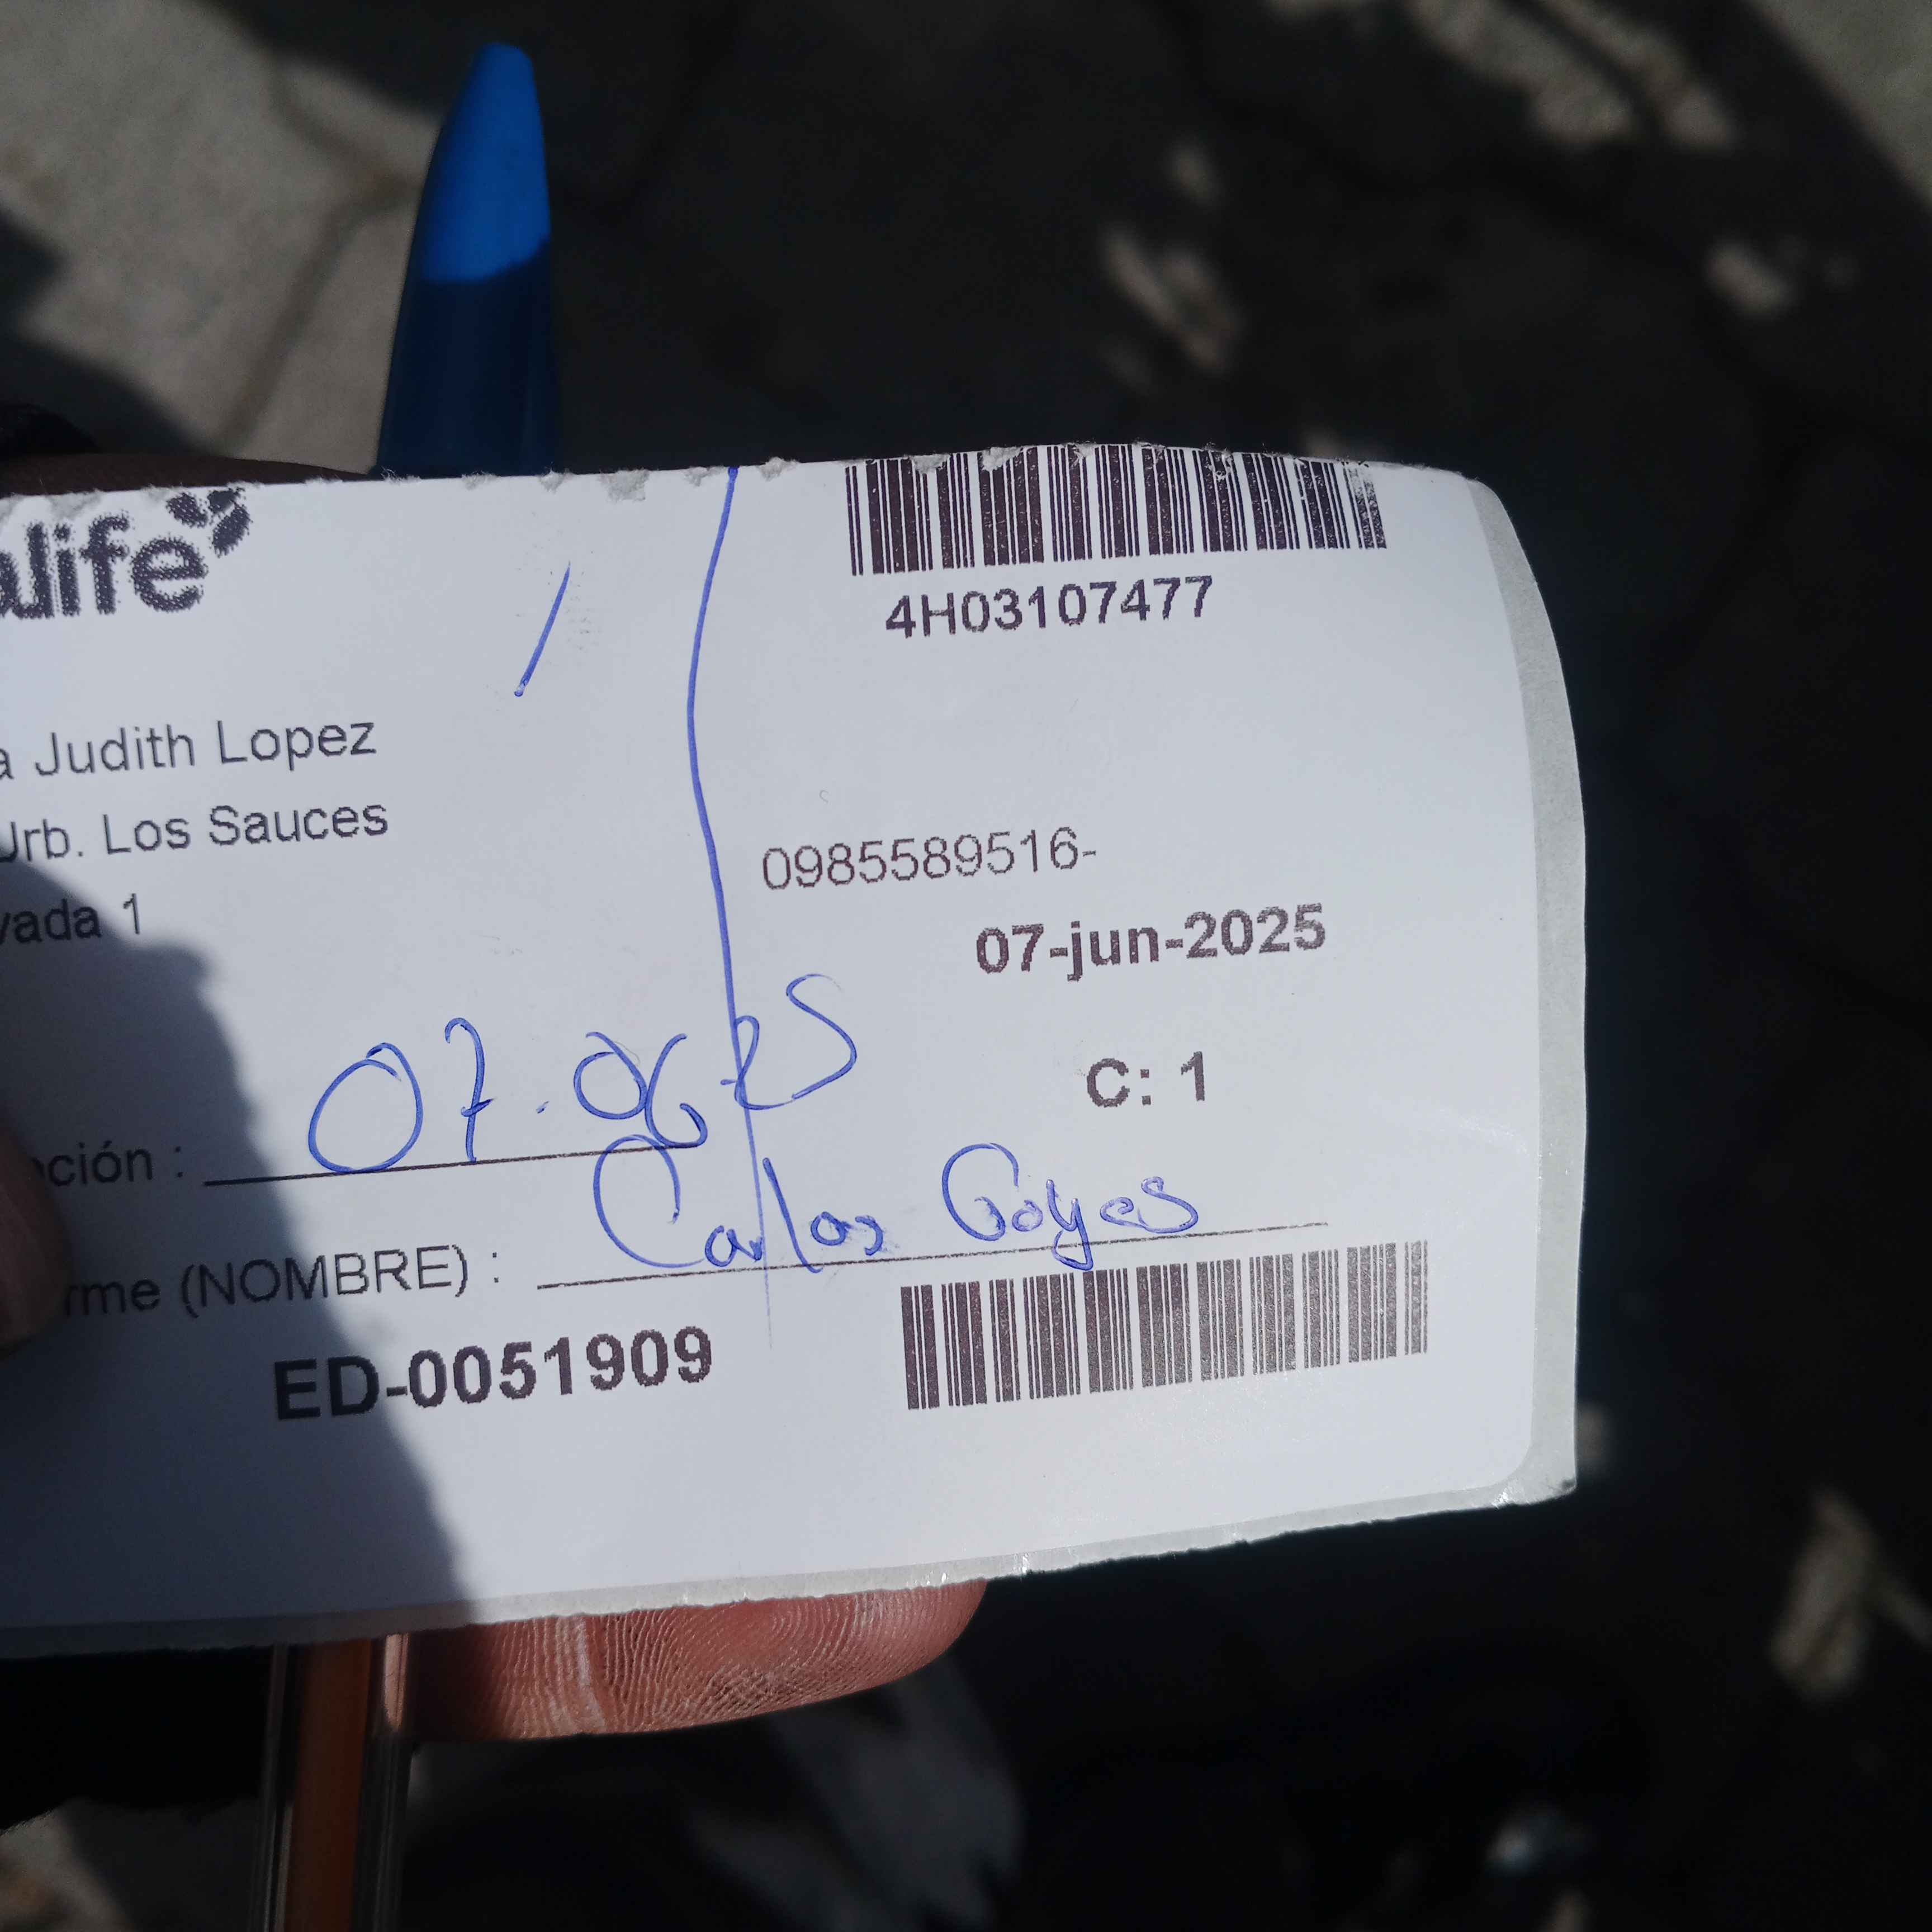 alife
4H03107477
a Judith Lopez
Urb. Los Sauces
0985589516-
vada 1
07-jun-2025
07.06.25
C: 1
ción :
Carlos Goyes
rme (NOMBRE) :
ED-0051909